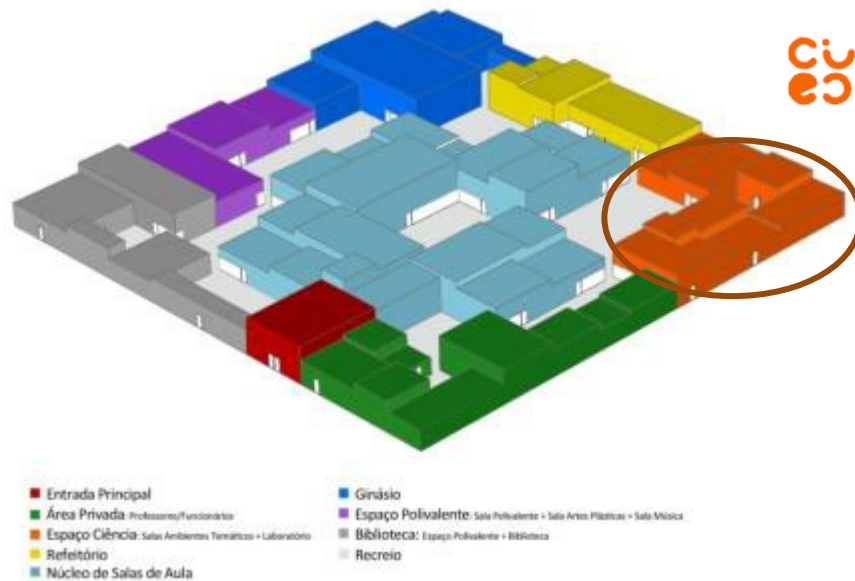 Entrada Principal
Área Privada: Professores/Funcionários
Espaço Ciência: Salas Ambientes Temáticos + Laboratório
Refeitório
Núcleo de Salas de Aula
Ginásio
Espaço Polivalente: Sala Polivalente + Sala Artes Plásticas + Sala Música
Biblioteca: Espaço Polivalente + Biblioteca
Recreio